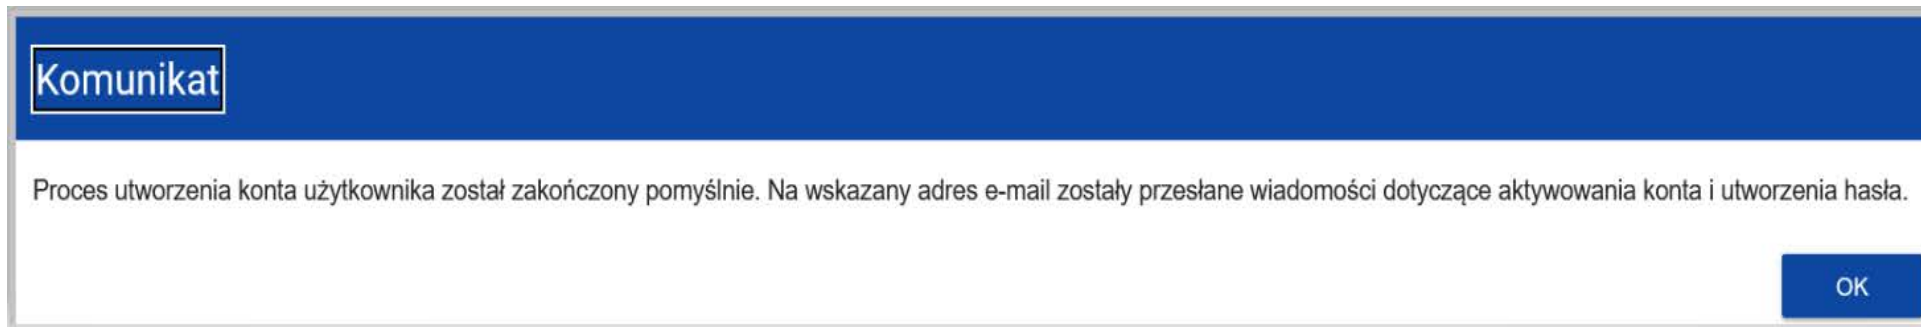 Komunikat
Proces utworzenia konta użytkownika został zakończony pomyślnie. Na wskazany adres e-mail zostały przesłane wiadomości dotyczące aktywowania konta i utworzenia hasła.
OK